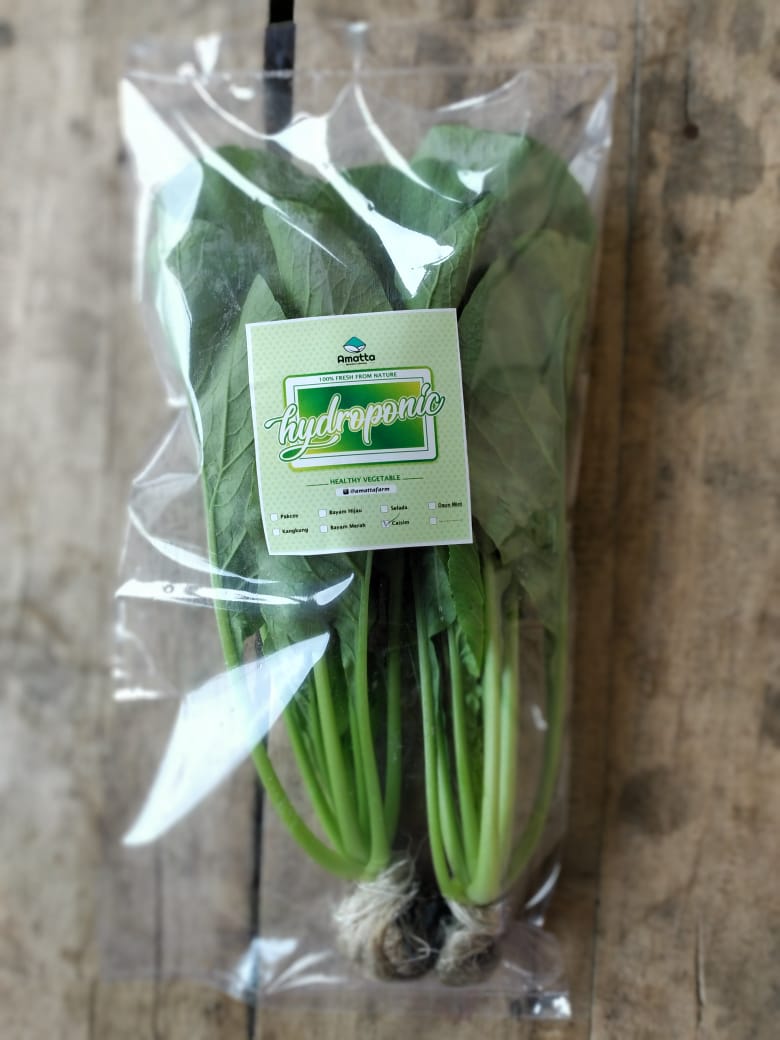 Amatta
100% FRESH FROM NATURE
hydroponic
HEALTHY VEGETABLE
@amattafarm
Pakcoy Bayam Hijau Selada Daun Mint
Kangkung Bayam Merah Caisim